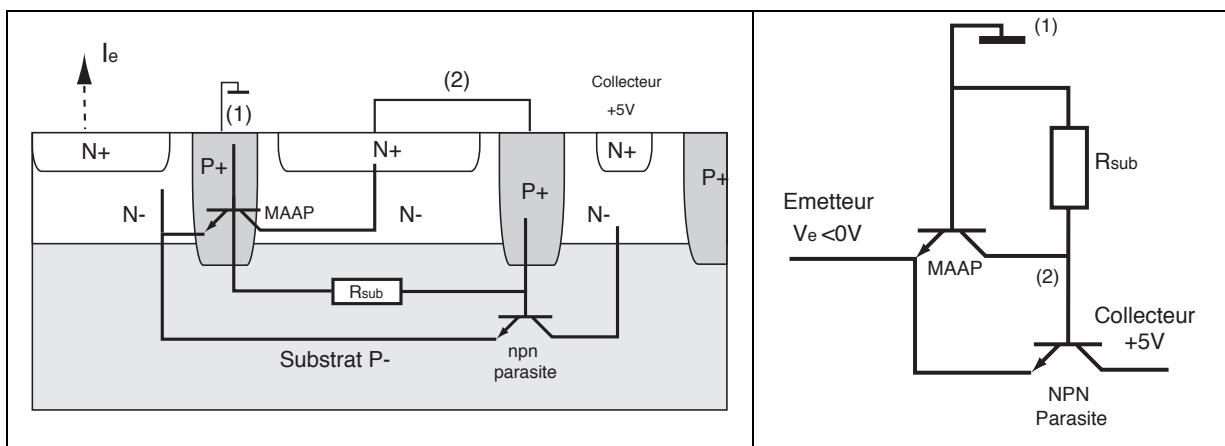 Ie
(1)
(2)
Collecteur
+5V
N+
P+
N+
P+
N+
P+
N-
MAAP
N-
N-
Rsub
Substrat P-
npn
parasite
(1)
Rsub
Emetteur
Ve <0V
MAAP
(2)
Collecteur
+5V
NPN
Parasite